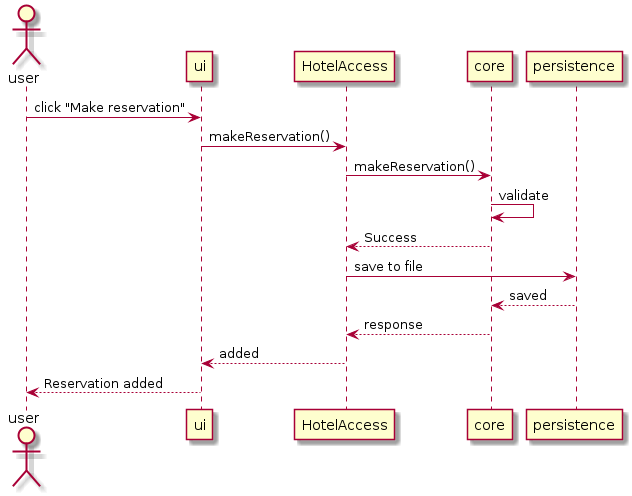 user
ui
HotelAccess
core
persistence
click "Make reservation"
makeReservation()
makeReservation()
validate
Success
save to file
saved
response
added
Reservation added
user
ui
HotelAccess
core
persistence